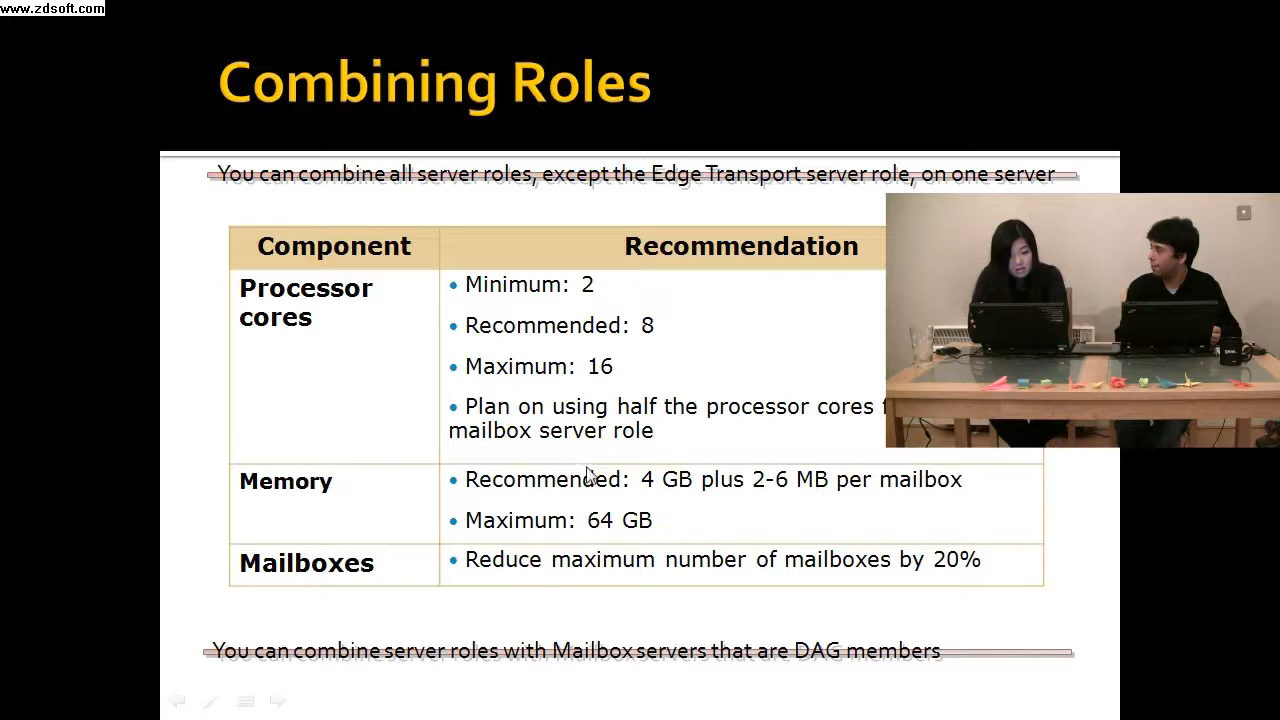 www.zdsoft.com
Combining Roles
You can combine all server roles, except the Edge Transport server role, on one server
Component
Recommendation
Processor
cores
• Minimum: 2
• Recommended: 8
• Maximum: 16
• Plan on using half the processor cores
mailbox server role
Memory
• Recommended: 4 GB plus 2-6 MB per mailbox
• Maximum: 64 GB
Mailboxes
• Reduce maximum number of mailboxes by 20%
You can combine server roles with Mailbox servers that are DAG members